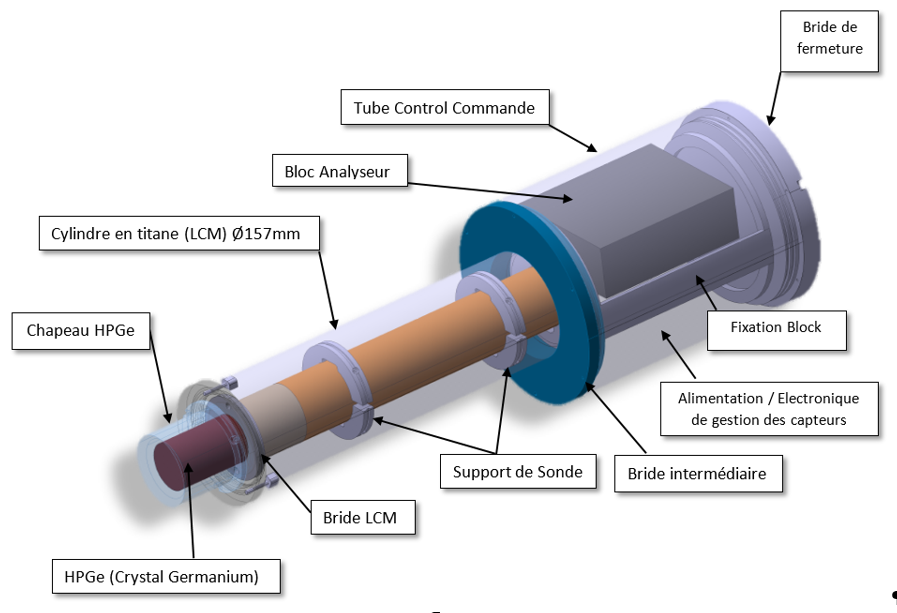 Bride de
fermeture
Tube Control Commande
Bloc Analyseur
Cylindre en titane (LCM) Ø157mm
Chapeau HPGe
Fixation Block
Alimentation / Electronique
de gestion des capteurs
Support de Sonde
Bride intermédiaire
Bride LCM
HPGe (Crystal Germanium)